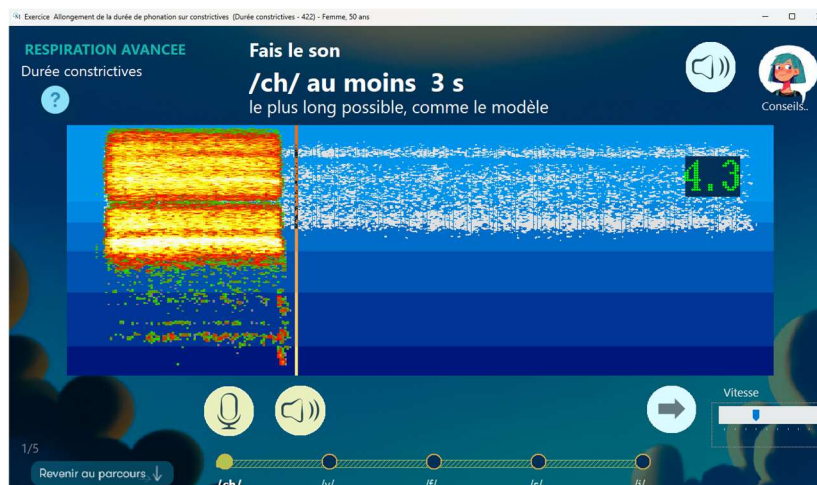 Exercice Allongement de la durée de phonation sur constrictives (Durée constrictives - 422) - Femme, 50 ans
RESPIRATION AVANCEE
Durée constrictives
?
Fais le son
/ch/ au moins 3 s
le plus long possible, comme le modèle
Conseils..
4.3
Vitesse
1/5
Revenir au parcours
/ch/
/f/
/s/
/j/